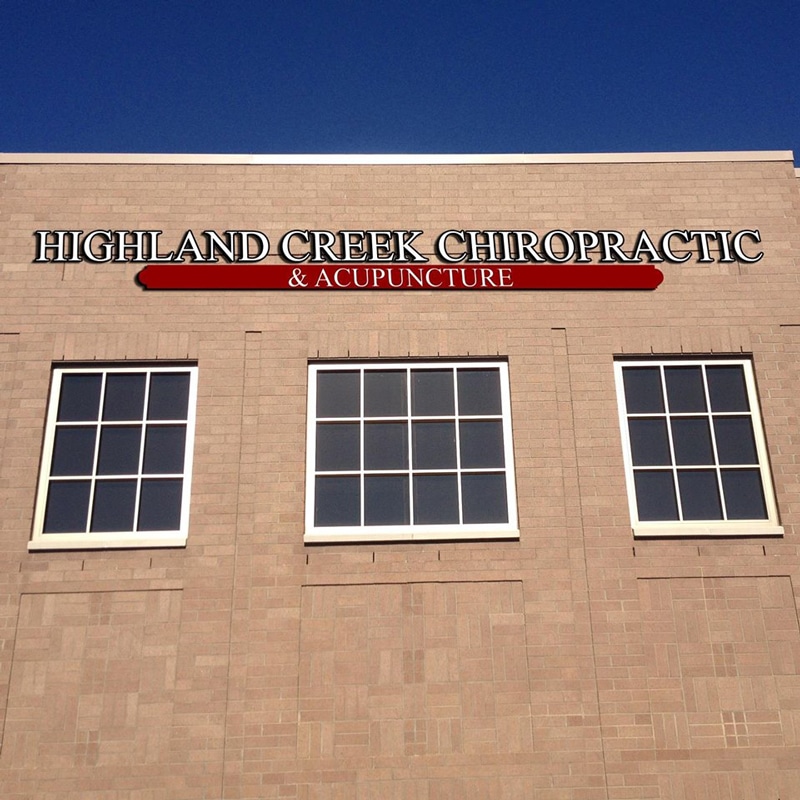 HIGHLAND CREEK CHIROPRACTIC
& ACUPUNCTURE